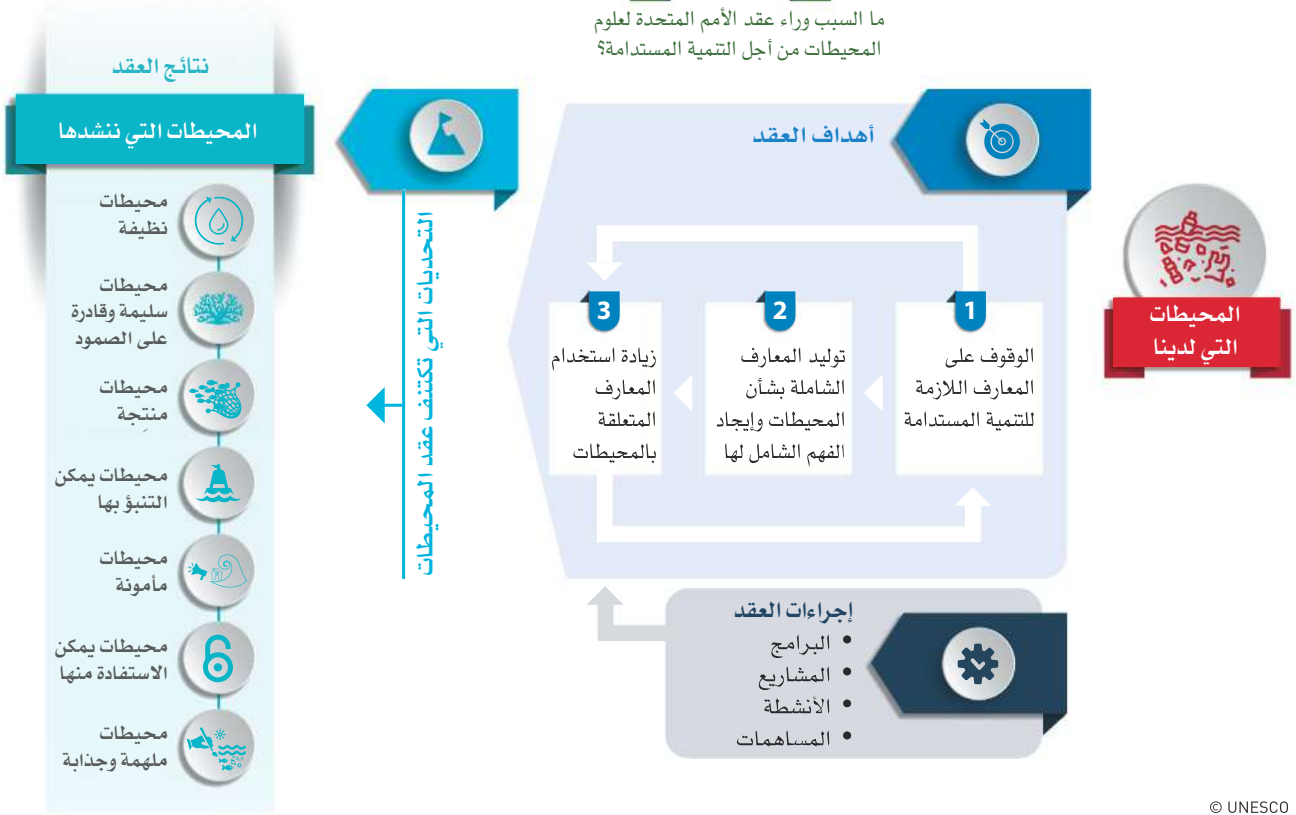 ما السبب وراء عقد الأمم المتحدة لعلوم
المحيطات من أجل التنمية المستدامة؟
المحيطات
التي لدينا
أهداف العقد
1
الوقوف على
المعارف اللازمة
للتنمية المستدامة
2
توليد المعارف
الشاملة بشأن
المحيطات وإيجاد
الفهم الشامل لها
3
زيادة استخدام
المعارف
المتعلقة
بالمحيطات
إجراءات العقد
• البرامج
• المشاريع
• الأنشطة
• المساهمات
التحديات التي تكتنف عقد المحيطات
نتائج العقد
المحيطات التي ننشدها
محيطات
نظيفة
محيطات
سليمة وقادرة
على الصمود
محيطات
منتِجة
محيطات يمكن
التنبؤ بها
محيطات
مأمونة
محيطات يمكن
الاستفادة منها
محيطات
ملهمة وجذابة
© UNESCO